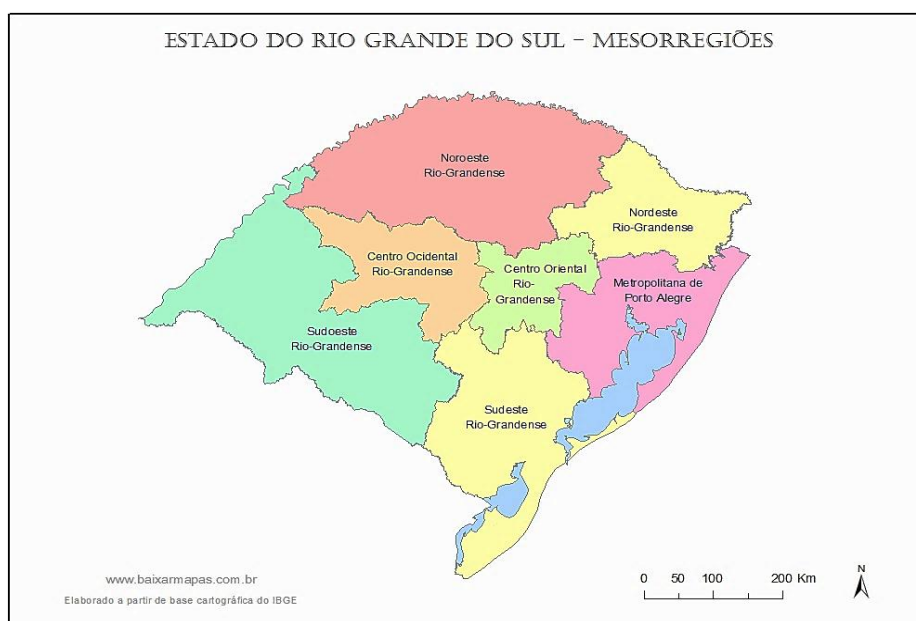 ESTADO DO RIO GRANDE DO SUL – MESORREGIÕES
Noroeste
Rio-Grandense
Nordeste
Rio-Grandense
Centro Ocidental
Rio-Grandense
Centro Oriental
Rio-
Grandense
Metropolitana de
Porto Alegre
Sudoeste
Rio-Grandense
Sudeste
Rio-Grandense
www.baixarmapas.com.br
Elaborado a partir de base cartográfica do IBGE
0 50 100 200 Km
N